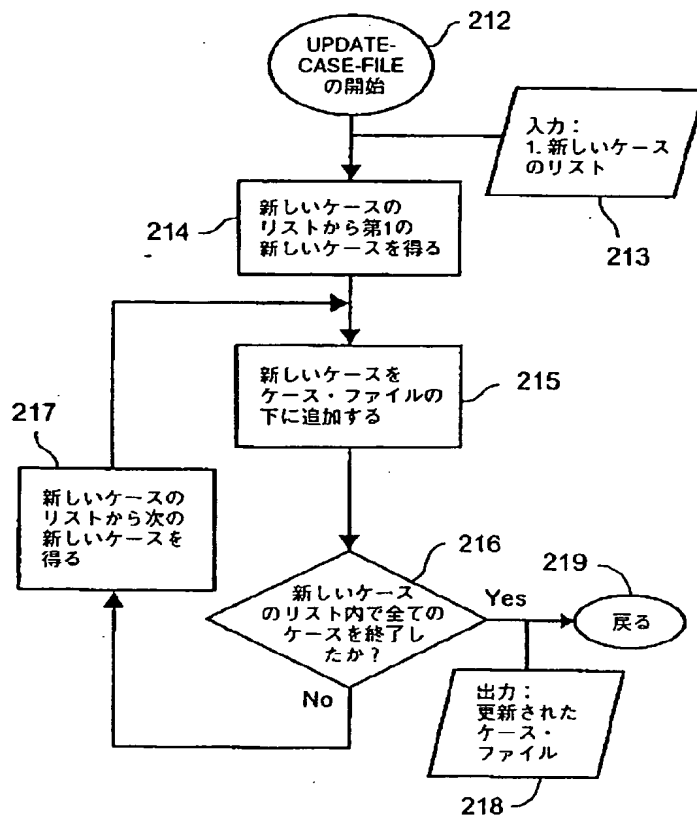 212
UPDATE-
CASE-FILE
の開始
入力：
1. 新しいケース
のリスト
213
214
新しいケースの
リストから第1の
新しいケースを得る
215
新しいケースを
ケース・ファイルの
下に追加する
217
新しいケースの
リストから次の
新しいケースを
得る
216
新しいケース
のリスト内で全ての
ケースを終了し
たか？
Yes
No
219
戻る
出力：
更新された
ケース・
ファイル
218